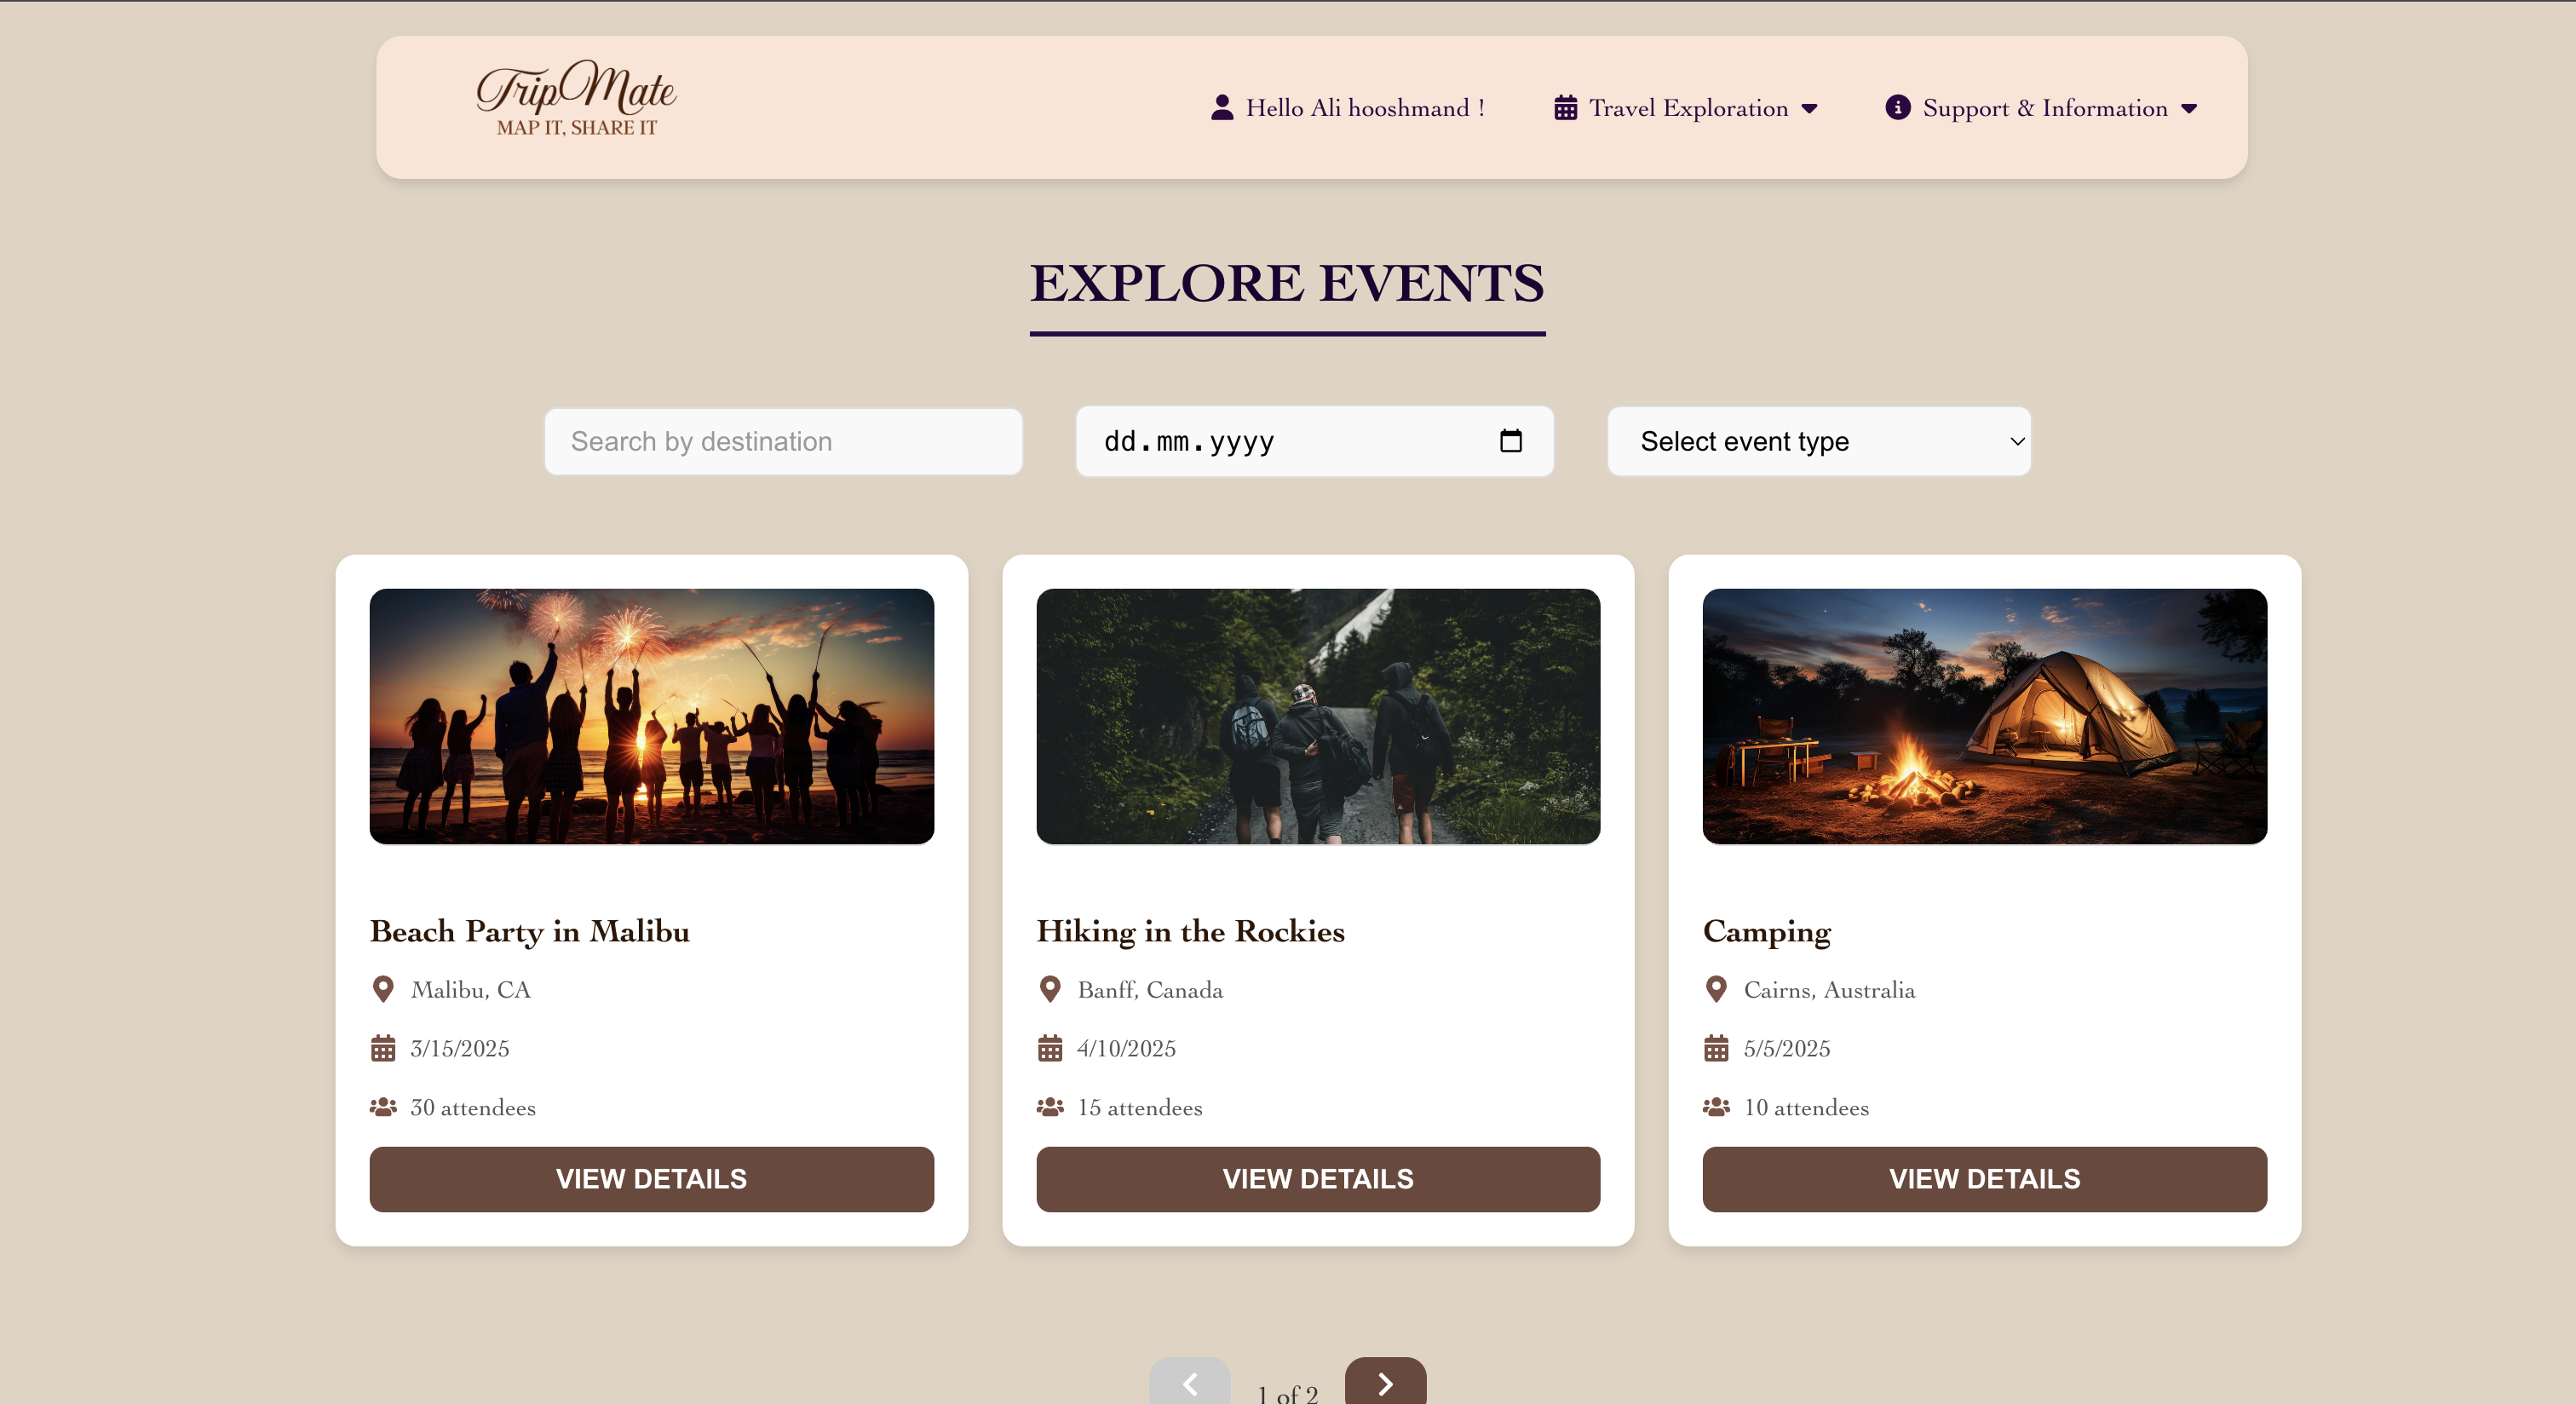 TripMate
MAP IT, SHARE IT
Hello Ali hooshmand !
Travel Exploration
Support & Information
EXPLORE EVENTS
Search by destination
dd.mm.yyyy
Select event type
Beach Party in Malibu
Malibu, CA
3/15/2025
30 attendees
VIEW DETAILS
Hiking in the Rockies
Banff, Canada
4/10/2025
15 attendees
VIEW DETAILS
Camping
Cairns, Australia
5/5/2025
10 attendees
VIEW DETAILS
1 of 2